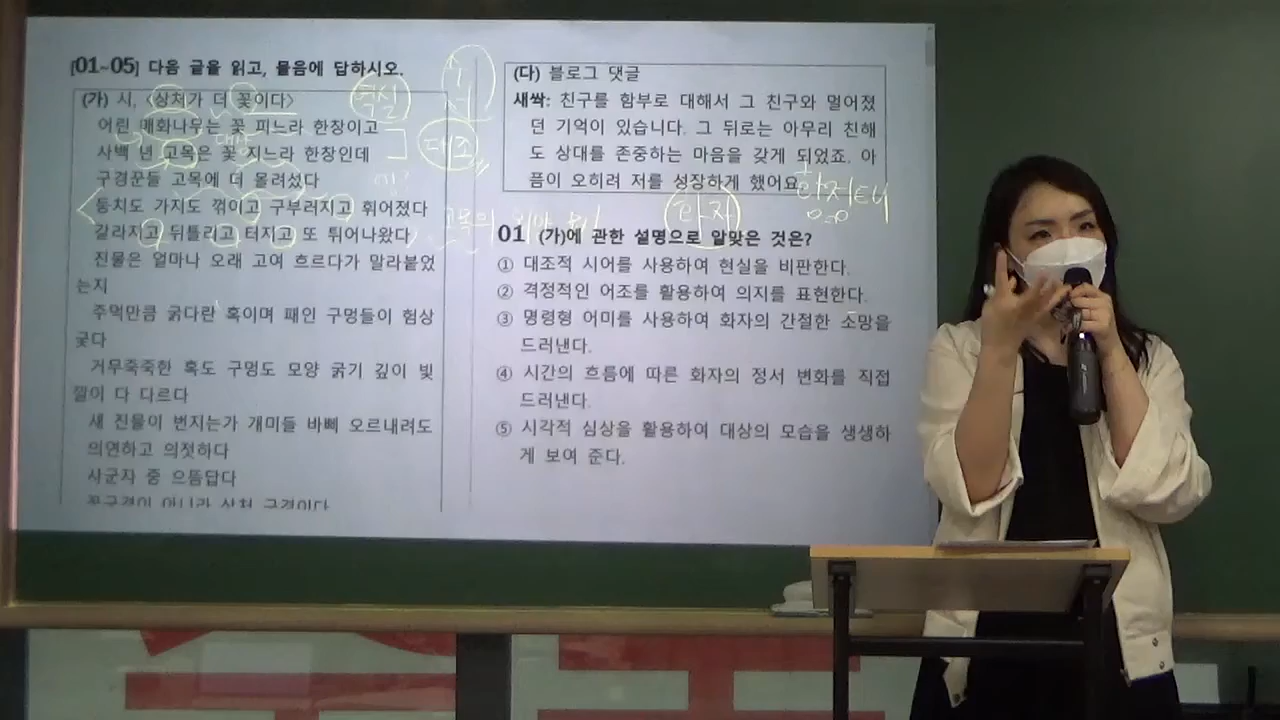 [01~05] 다음 글을 읽고, 물음에 답하시오.
(가) 시, <상처가 더 꽃이다>
어린 매화나무는 꽃 피느라 한창이고
사백 년 고목은 꽃 지느라 한창인데
구경꾼들 고목에 더 몰려섰다
둥치도 가지도 꺾이고 구부러지고 휘어졌다
갈라지고 뒤틀리고 터지고 또 튀어나왔다
진물은 얼마나 오래 고여 흐르다가 말라붙었
는지
주먹만큼 굵다란 혹이며 패인 구멍들이 험상
궂다
거무죽죽한 혹도 구멍도 모양 굵기 깊이 빛
깔이 다 다르다
새 진물이 번지는가 개미들 바삐 오르내려도
의연하고 의젓하다
사군자 중 으뜸답다
꽃구경이 아니라 상처 구경이다
역설
대조
(다) 블로그 댓글
새싹: 친구를 함부로 대해서 그 친구와 멀어졌
던 기억이 있습니다. 그 뒤로는 아무리 친해
도 상대를 존중하는 마음을 갖게 되었죠. 아
픔이 오히려 저를 성장하게 했어요.
화자
01 (가)에 관한 설명으로 알맞은 것은?
① 대조적 시어를 사용하여 현실을 비판한다.
② 격정적인 어조를 활용하여 의지를 표현한다.
③ 명령형 어미를 사용하여 화자의 간절한 소망을
드러낸다.
④ 시간의 흐름에 따른 화자의 정서 변화를 직접
드러낸다.
⑤ 시각적 심상을 활용하여 대상의 모습을 생생하
게 보여 준다.